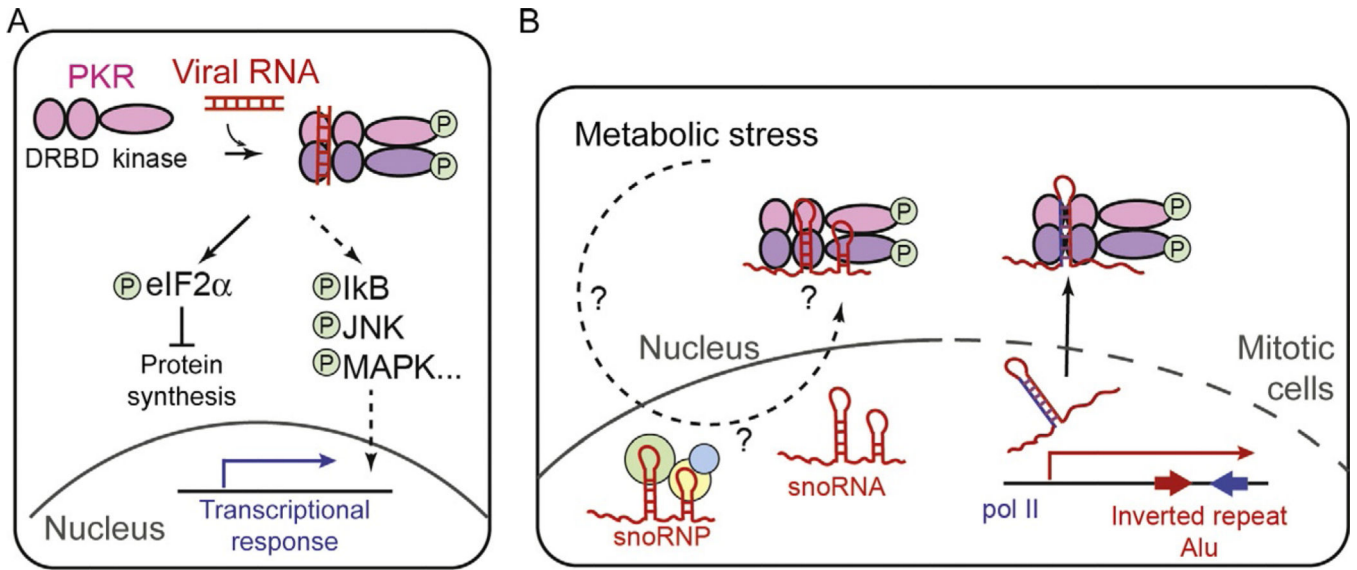 A
PKR
Viral RNA
DRBD kinase
P
P
P eIF2α
Protein
synthesis
P IkB
P JNK
P MAPK...
Transcriptional
response
Nucleus
B
Metabolic stress
P
P
P
P
?
?
?
Nucleus
Mitotic
cells
snoRNP
snoRNA
pol II
Inverted repeat
Alu